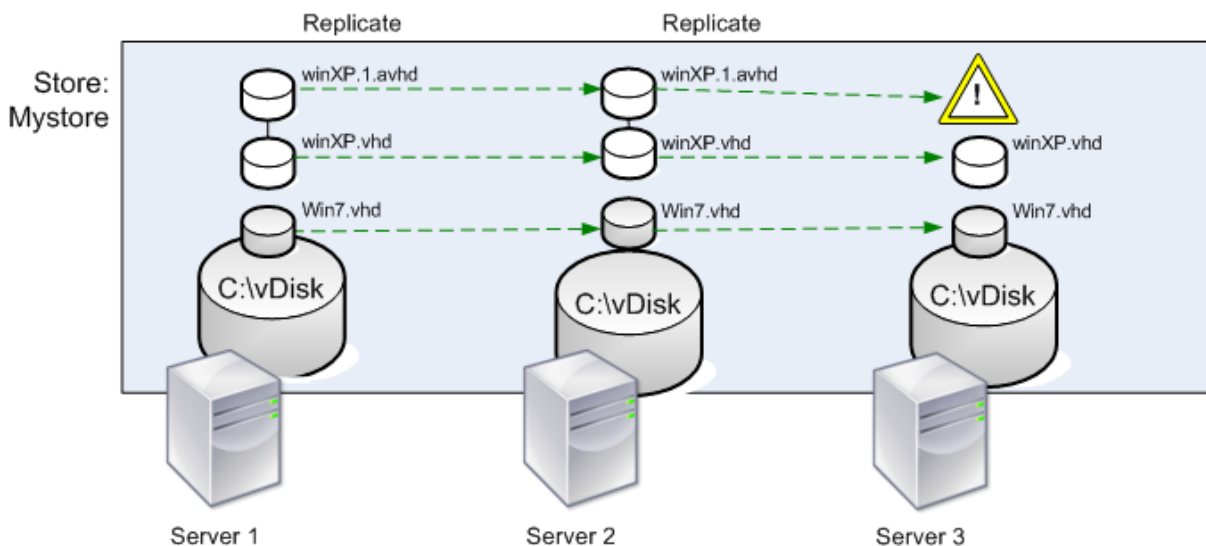 Replicate
Replicate
Store:
Mystore
winXP.1.avhd
winXP.1.avhd
!
winXP.vhd
winXP.vhd
winXP.vhd
Win7.vhd
Win7.vhd
Win7.vhd
C:\vDisk
C:\vDisk
C:\vDisk
Server 1
Server 2
Server 3